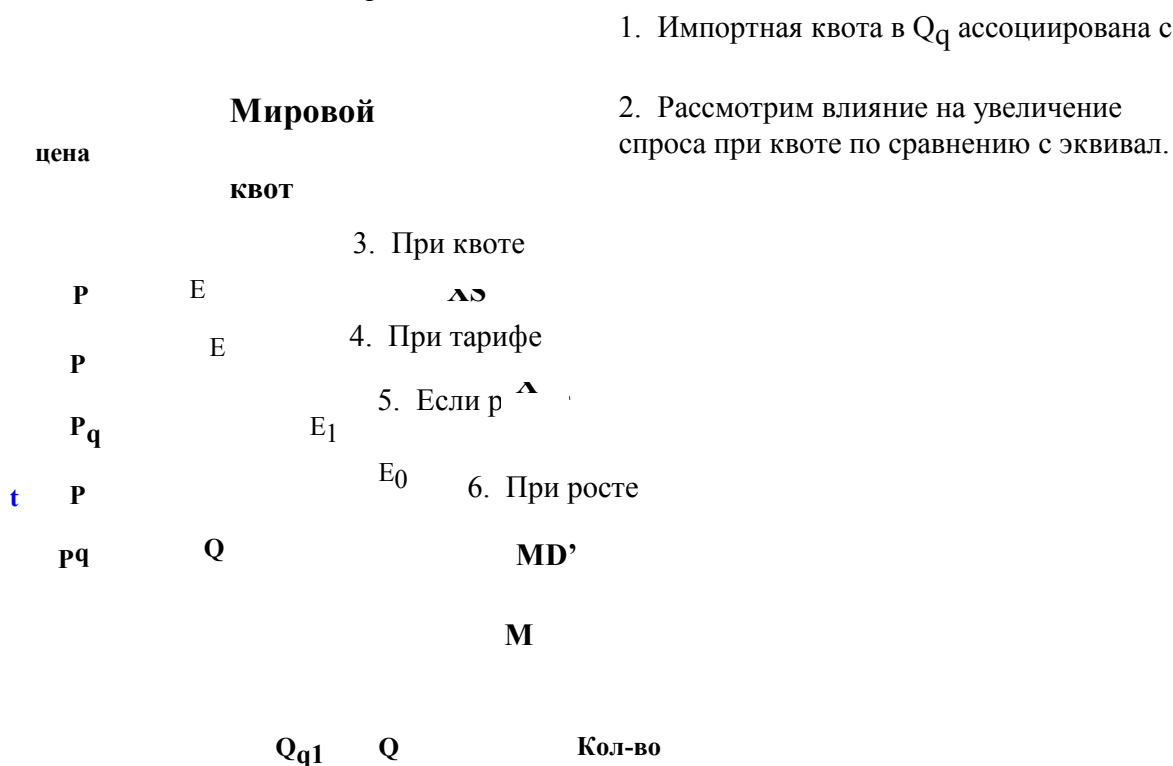 1. Импортная квота в Qq ассоциирована с
Мировой
2. Рассмотрим влияние на увеличение
спроса при квоте по сравнению с эквивал.
цена
квот
3. При квоте
P E
4. При тарифе
P E
5. Если р
Pq E1
E0 6. При росте
t P
Pq Q MD’
M
Qq1 Q Кол-во